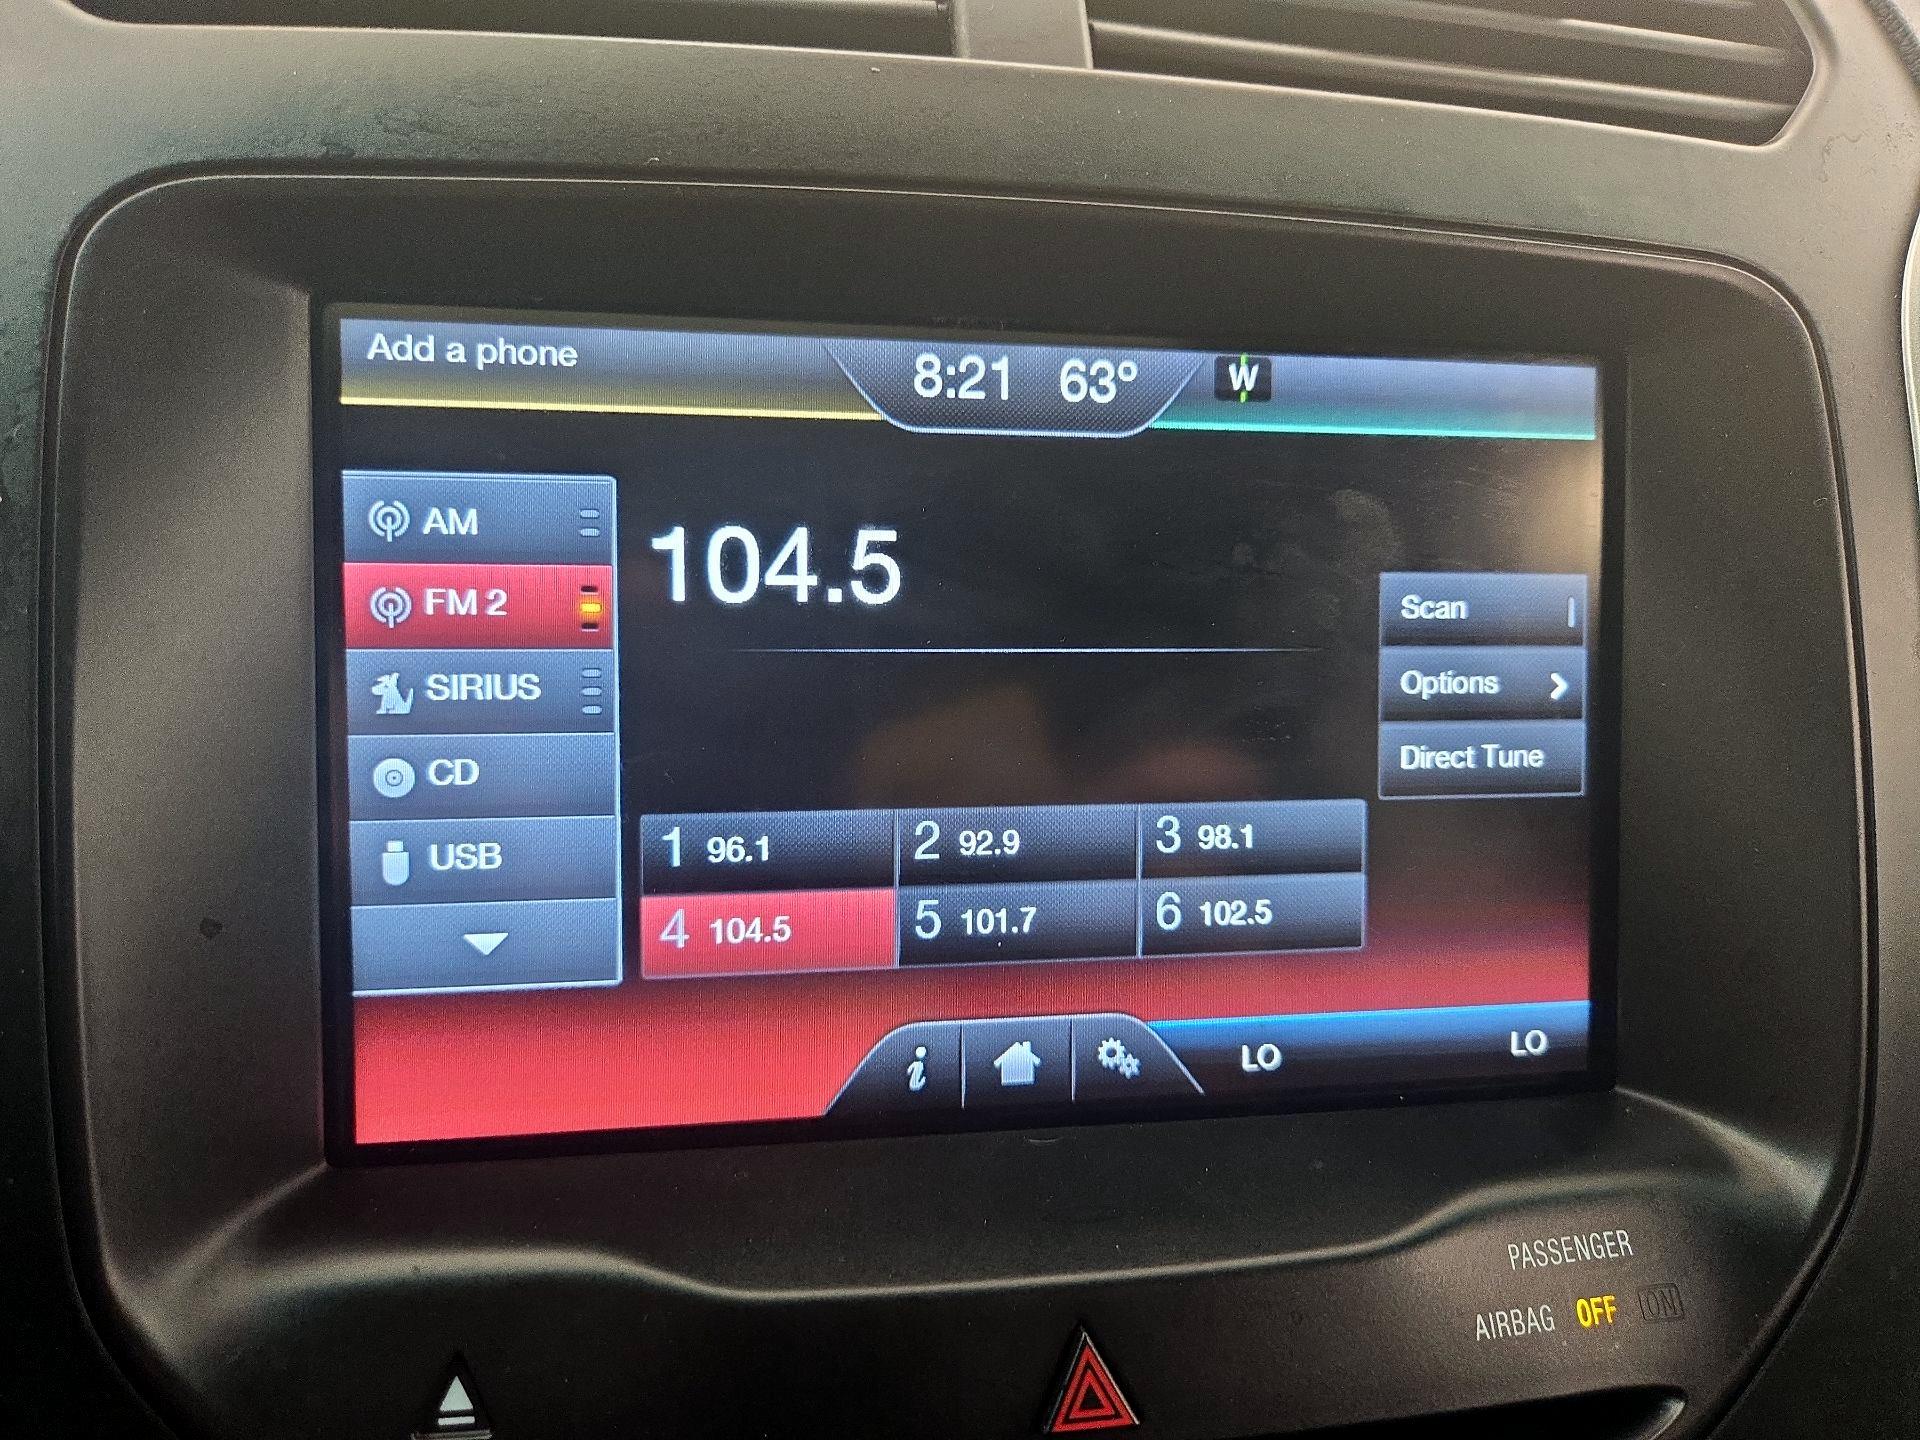 Add a phone
8:21 63° W
AM
FM 2
SIRIUS
CD
USB
104.5
Scan
Options
Direct Tune
1 96.1 2 92.9 3 98.1
4 104.5 5 101.7 6 102.5
i LO LO
PASSENGER
AIRBAG OFF ON